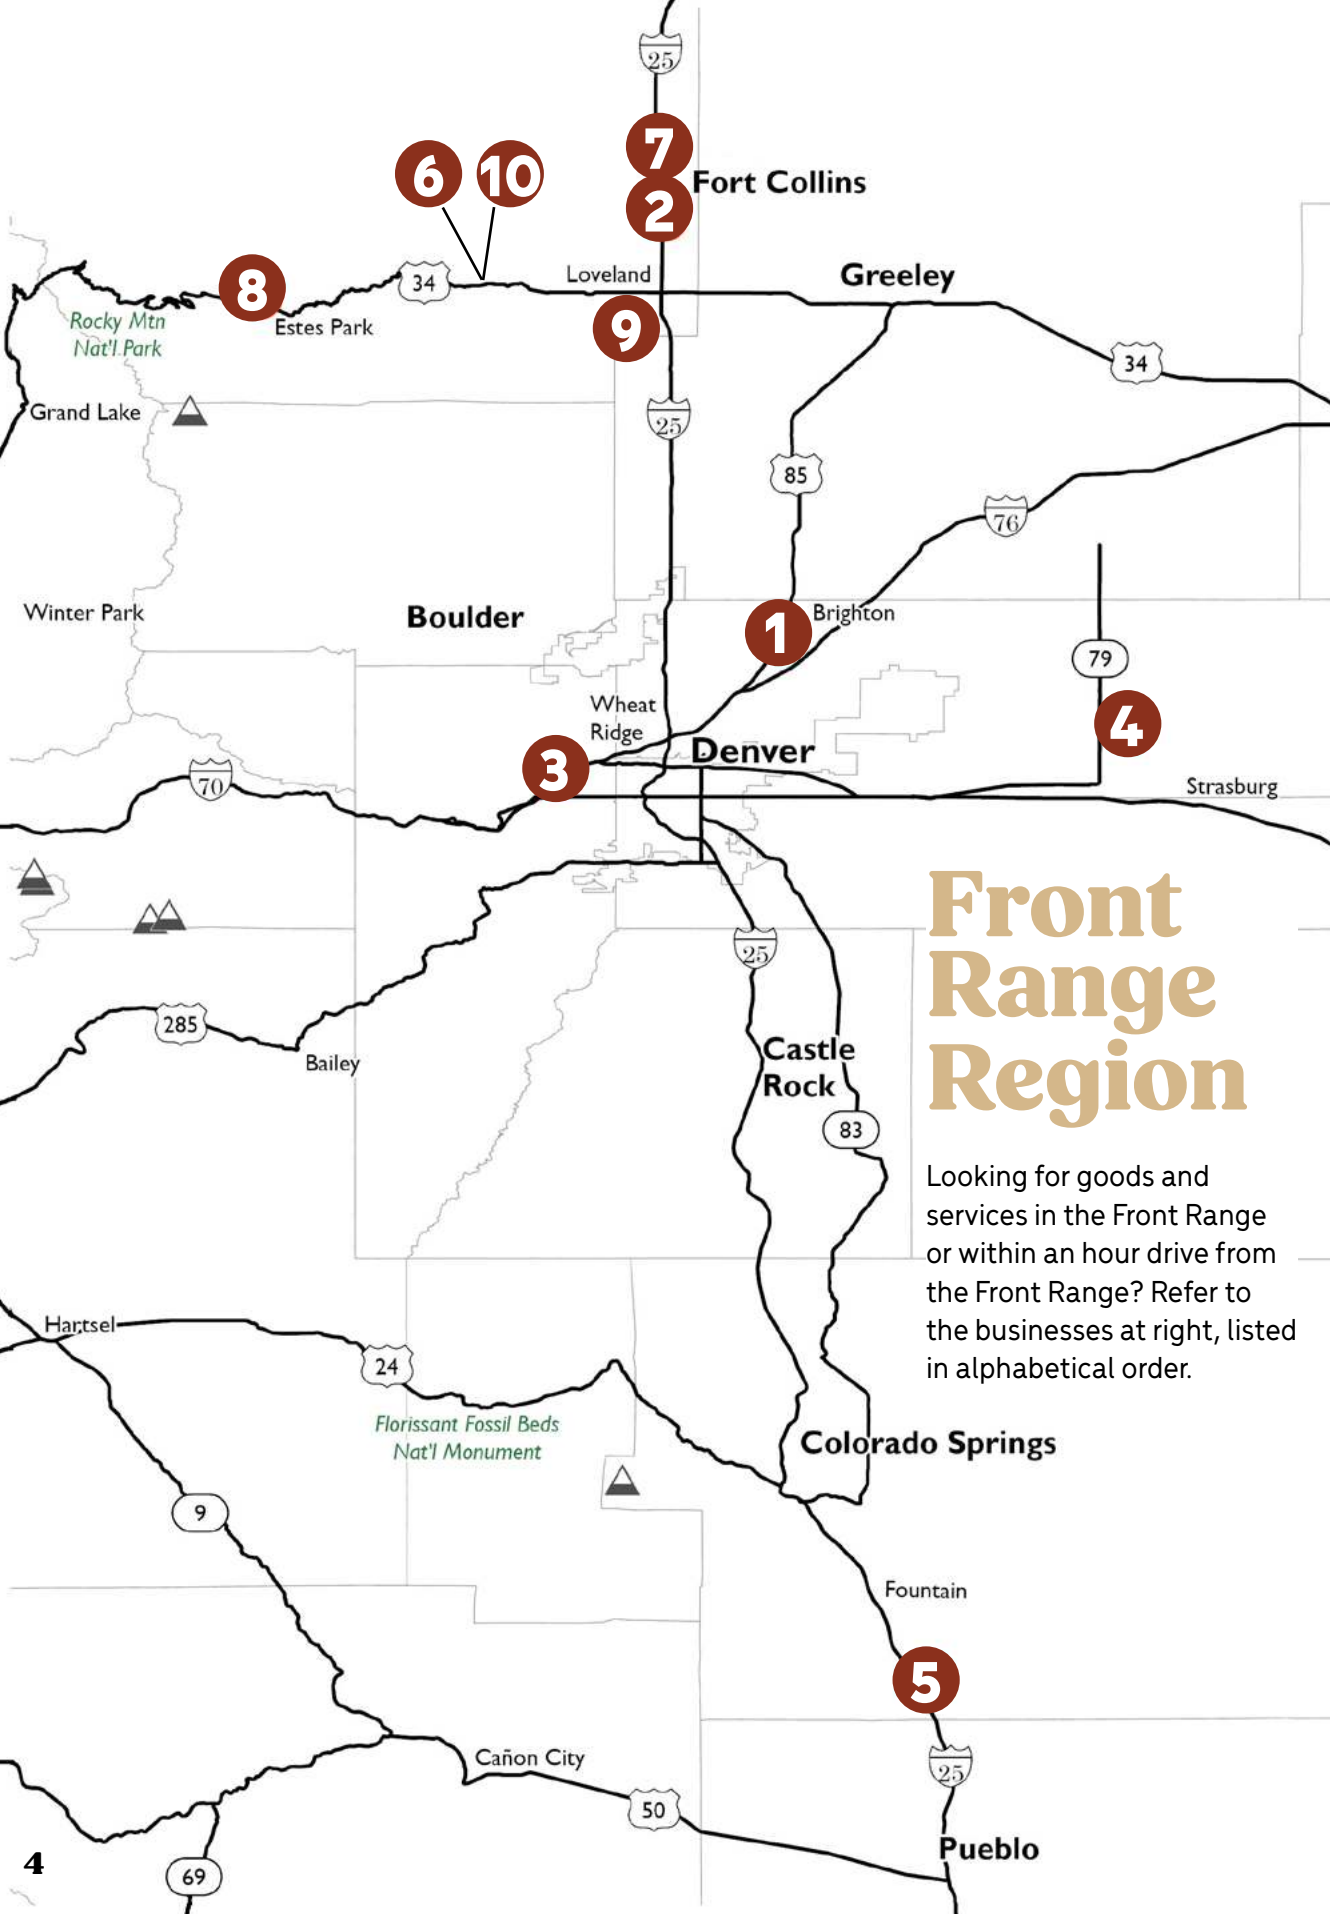 25
7
Fort Collins
6
10
2
8
34
Loveland
Greeley
Rocky Mtn
Nat'l Park
Estes Park
9
34
Grand Lake
25
85
76
Winter Park
Boulder
1
Brighton
79
Wheat
Ridge
4
3
Denver
70
Strasburg
Front
Range
Region
25
285
Bailey
Castle
Rock
83
Looking for goods and
services in the Front Range
or within an hour drive from
the Front Range? Refer to
the businesses at right, listed
in alphabetical order.
Hartsel
24
Florissant Fossil Beds
Nat'l Monument
Colorado Springs
9
Fountain
5
Cañon City
25
50
Pueblo
4
69